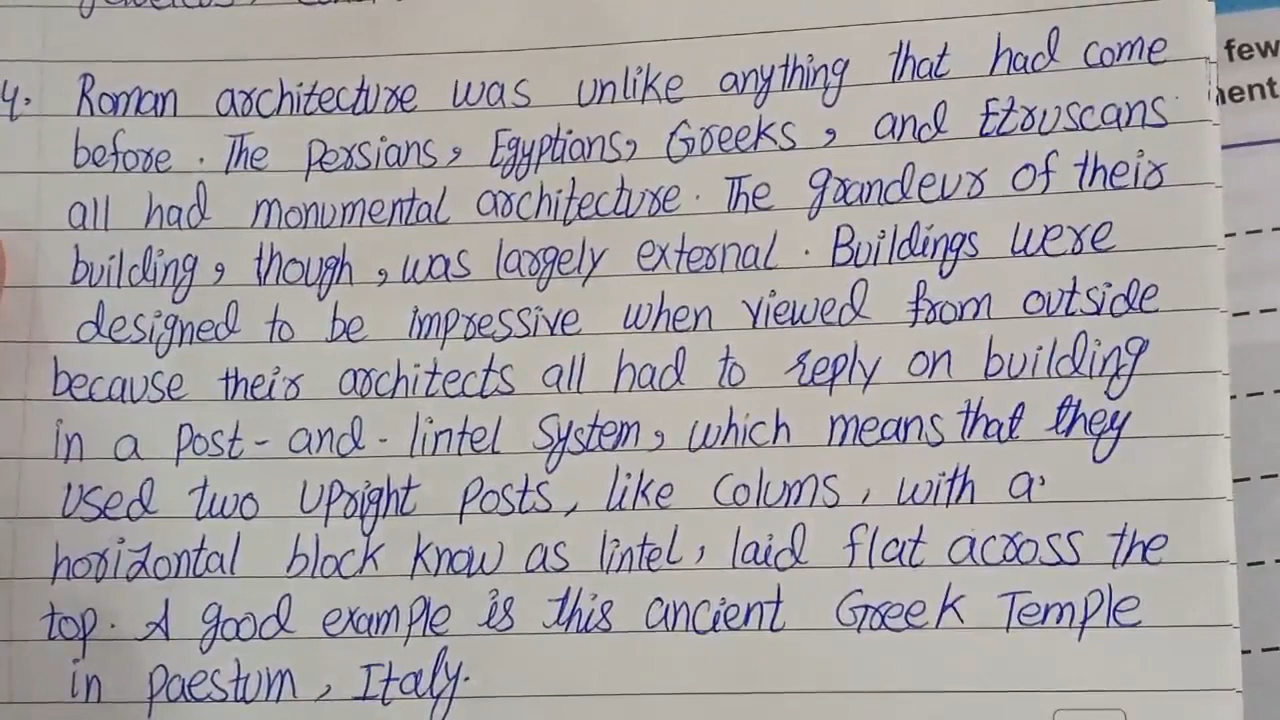 4. Roman architecture was unlike anything that had come
before. The Persians, Egyptians, Greeks, and Etruscans
all had monumental architecture. The grandeur of their
building, though, was largely external. Buildings were
designed to be impressive when viewed from outside
because their architects all had to reply on building
in a post-and-lintel system, which means that they
used two upright posts, like colums, with a
horizontal block know as lintel, laid flat across the
top. A good example is this ancient Greek Temple
in paestum, Italy.
few